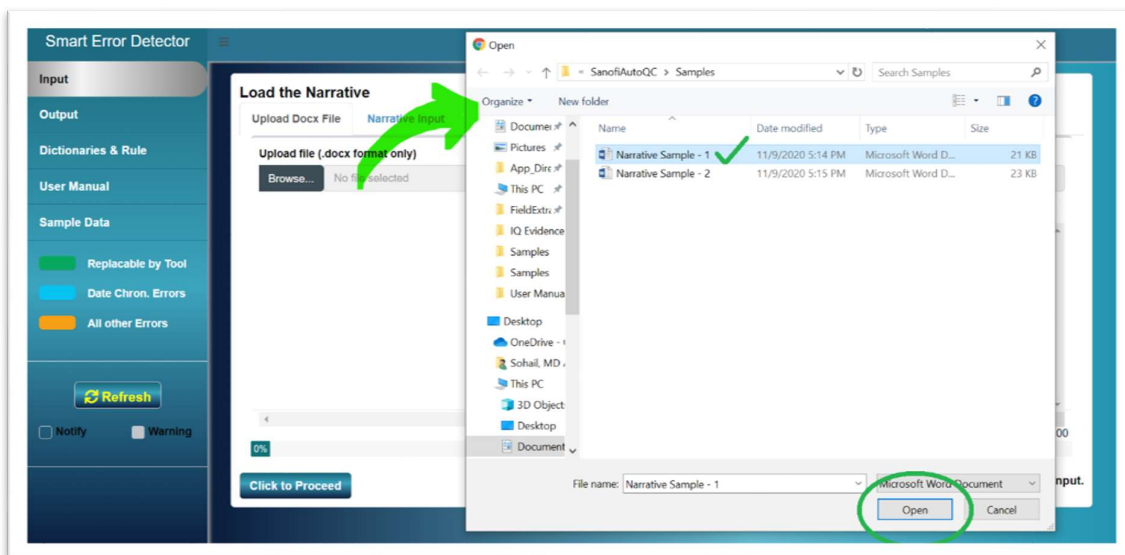 Smart Error Detector
Input
Output
Dictionaries & Rule
User Manual
Sample Data
Replacable by Tool
Date Chron. Errors
All other Errors
Refresh
Notify
Warning
Load the Narrative
Upload Docx File
Narrative Input
Upload file (.docx format only)
Browse...
No file selected
0%
Click to Proceed
00
nput.
Open
« SanofiAutoQC > Samples
Search Samples
Organize
New folder
Documer
Pictures
App_Dire
This PC
FieldExtra
IQ Evidence
Samples
Samples
User Manua
Desktop
OneDrive -
Sohail, MD
This PC
3D Object
Desktop
Document
Name Date modified Type Size
Narrative Sample - 1 11/9/2020 5:14 PM Microsoft Word D... 21 KB
Narrative Sample - 2 11/9/2020 5:15 PM Microsoft Word D... 23 KB
File name: Narrative Sample - 1
Microsoft Word Document
Open
Cancel